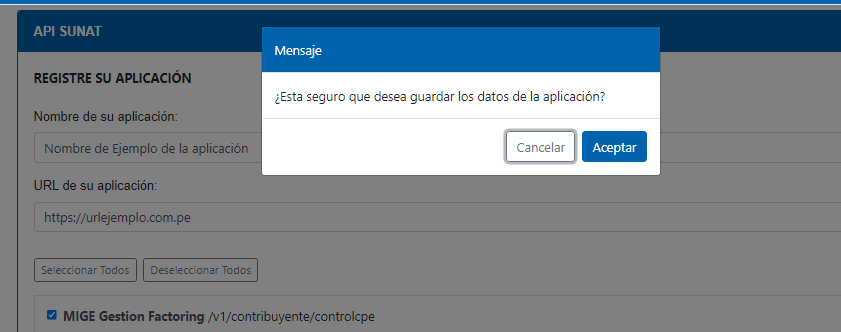 API SUNAT
Mensaje
REGISTRE SU APLICACIÓN
¿Esta seguro que desea guardar los datos de la aplicación?
Nombre de su aplicación:
Cancelar Aceptar
Nombre de Ejemplo de la aplicación
URL de su aplicación:
https://urlejemplo.com.pe
Seleccionar Todos Deseleccionar Todos
MIGE Gestion Factoring /v1/contribuyente/controlcpe